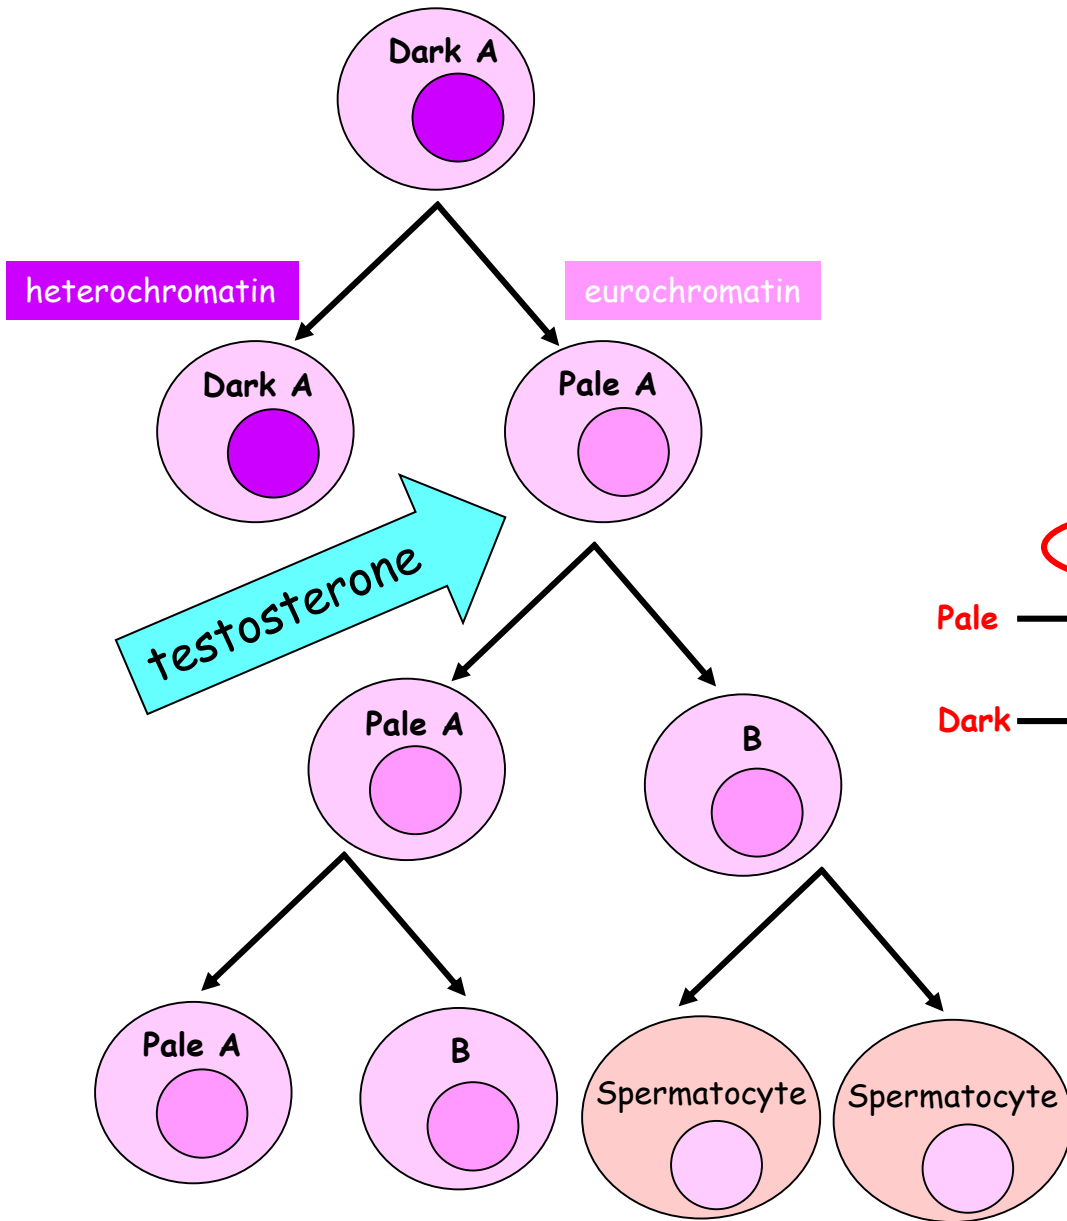 Dark A
heterochromatin
eurochromatin
Dark A
Pale A
testosterone
Pale
Dark
Pale A
B
Pale A
B
Spermatocyte
Spermatocyte